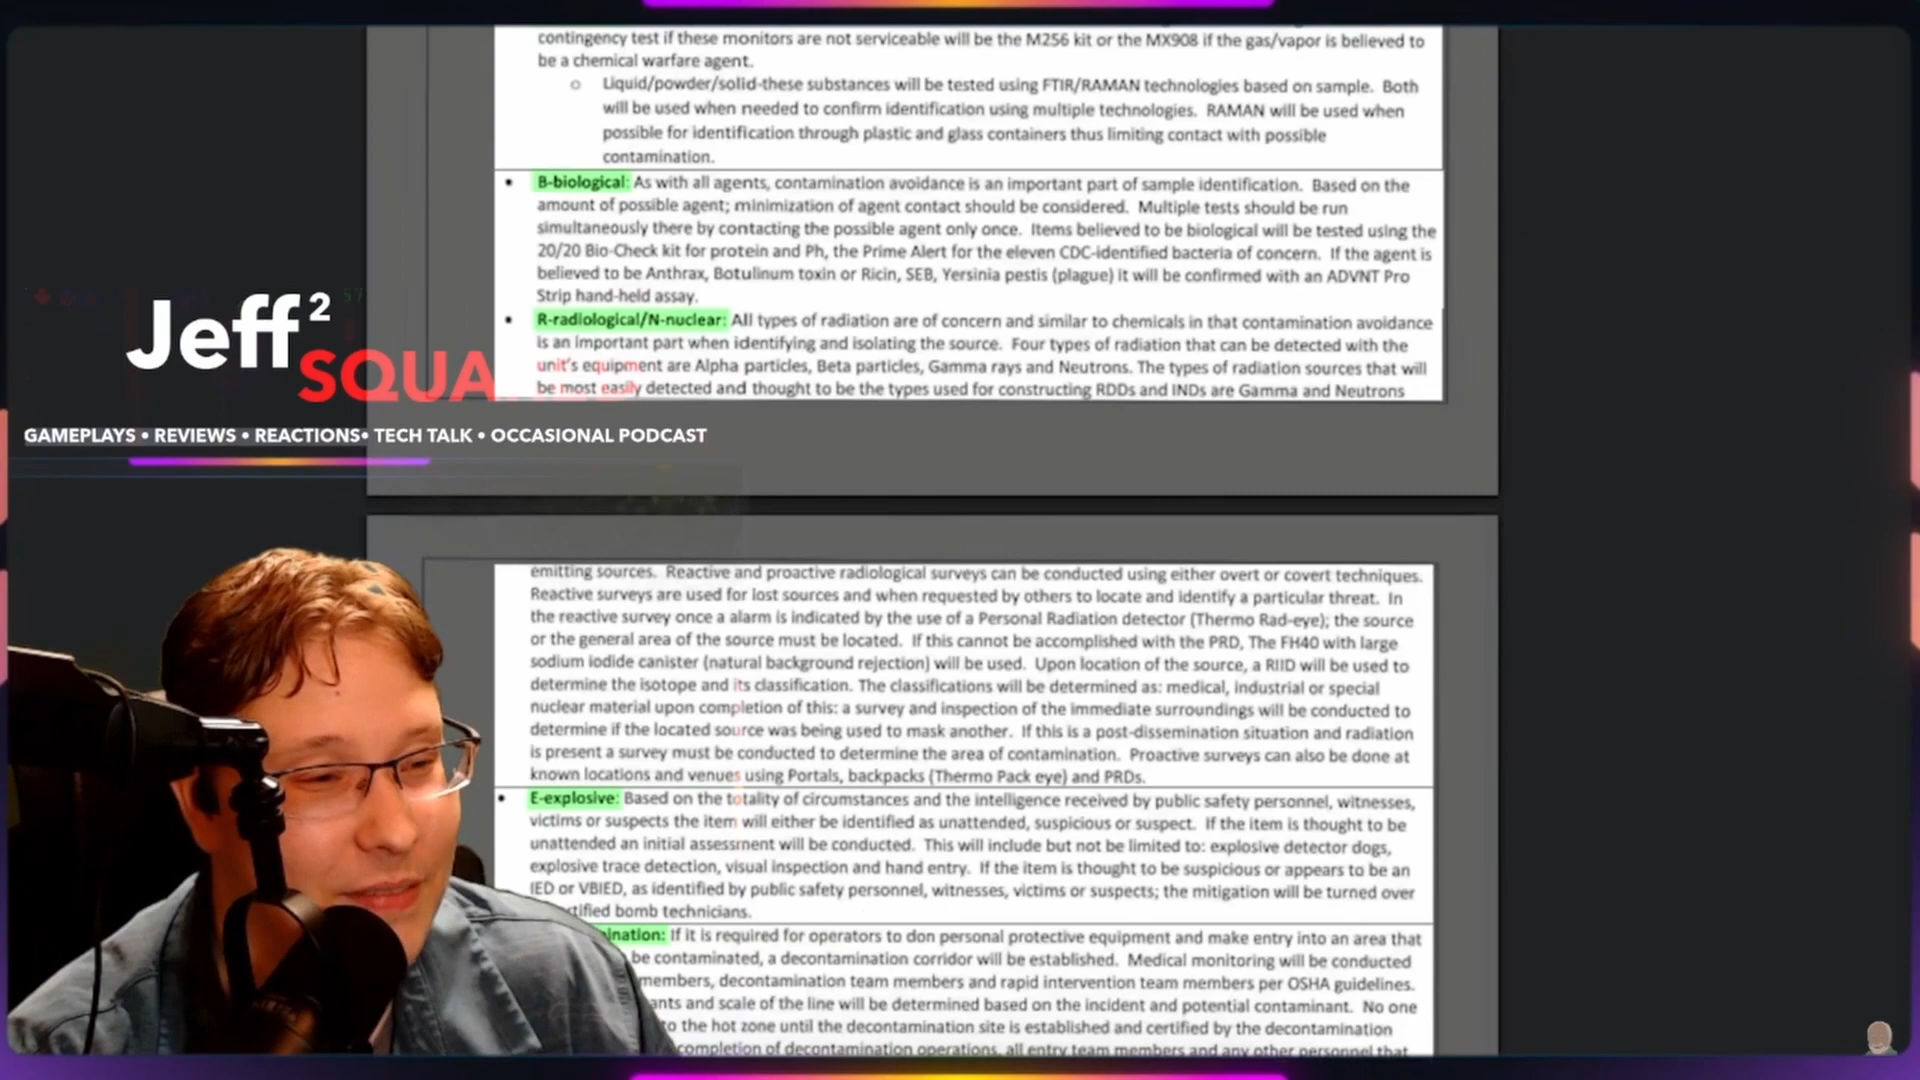 contingency test if these monitors are not serviceable will be the M256 kit or the MX908 if the gas/vapor is believed to
be a chemical warfare agent.
o Liquid/powder/solid-these substances will be tested using FTIR/RAMAN technologies based on sample. Both
will be used when needed to confirm identification using multiple technologies. RAMAN will be used when
possible for identification through plastic and glass containers thus limiting contact with possible
contamination.
• B-biological: As with all agents, contamination avoidance is an important part of sample identification. Based on the
amount of possible agent; minimization of agent contact should be considered. Multiple tests should be run
simultaneously there by contacting the possible agent only once. Items believed to be biological will be tested using the
20/20 Bio-Check kit for protein and Ph, the Prime Alert for the eleven CDC-identified bacteria of concern. If the agent is
believed to be Anthrax, Botulinum toxin or Ricin, SEB, Yersinia pestis (plague) it will be confirmed with an ADVNT Pro
Strip hand-held assay.
• R-radiological/N-nuclear: All types of radiation are of concern and similar to chemicals in that contamination avoidance
is an important part when identifying and isolating the source. Four types of radiation that can be detected with the
unit's equipment are Alpha particles, Beta particles, Gamma rays and Neutrons. The types of radiation sources that will
be most easily detected and thought to be the types used for constructing RDDs and INDs are Gamma and Neutrons
Jeff²
SQUA
GAMEPLAYS • REVIEWS • REACTIONS• TECH TALK • OCCASIONAL PODCAST
emitting sources. Reactive and proactive radiological surveys can be conducted using either overt or covert techniques.
Reactive surveys are used for lost sources and when requested by others to locate and identify a particular threat. In
the reactive survey once a alarm is indicated by the use of a Personal Radiation detector (Thermo Rad-eye); the source
or the general area of the source must be located. If this cannot be accomplished with the PRD, The FH40 with large
sodium iodide canister (natural background rejection) will be used. Upon location of the source, a RIID will be used to
determine the isotope and its classification. The classifications will be determined as: medical, industrial or special
nuclear material upon completion of this: a survey and inspection of the immediate surroundings will be conducted to
determine if the located source was being used to mask another. If this is a post-dissemination situation and radiation
is present a survey must be conducted to determine the area of contamination. Proactive surveys can also be done at
known locations and venues using Portals, backpacks (Thermo Pack eye) and PRDs.
• E-explosive: Based on the totality of circumstances and the intelligence received by public safety personnel, witnesses,
victims or suspects the item will either be identified as unattended, suspicious or suspect. If the item is thought to be
unattended an initial assessment will be conducted. This will include but not be limited to: explosive detector dogs,
explosive trace detection, visual inspection and hand entry. If the item is thought to be suspicious or appears to be an
IED or VBIED, as identified by public safety personnel, witnesses, victims or suspects; the mitigation will be turned over
tified bomb technicians.
ination: If it is required for operators to don personal protective equipment and make entry into an area that
be contaminated, a decontamination corridor will be established. Medical monitoring will be conducted
members, decontamination team members and rapid intervention team members per OSHA guidelines.
ants and scale of the line will be determined based on the incident and potential contaminant. No one
to the hot zone until the decontamination site is established and certified by the decontamination
completion of decontamination operations, all entry team members and any other personnel that